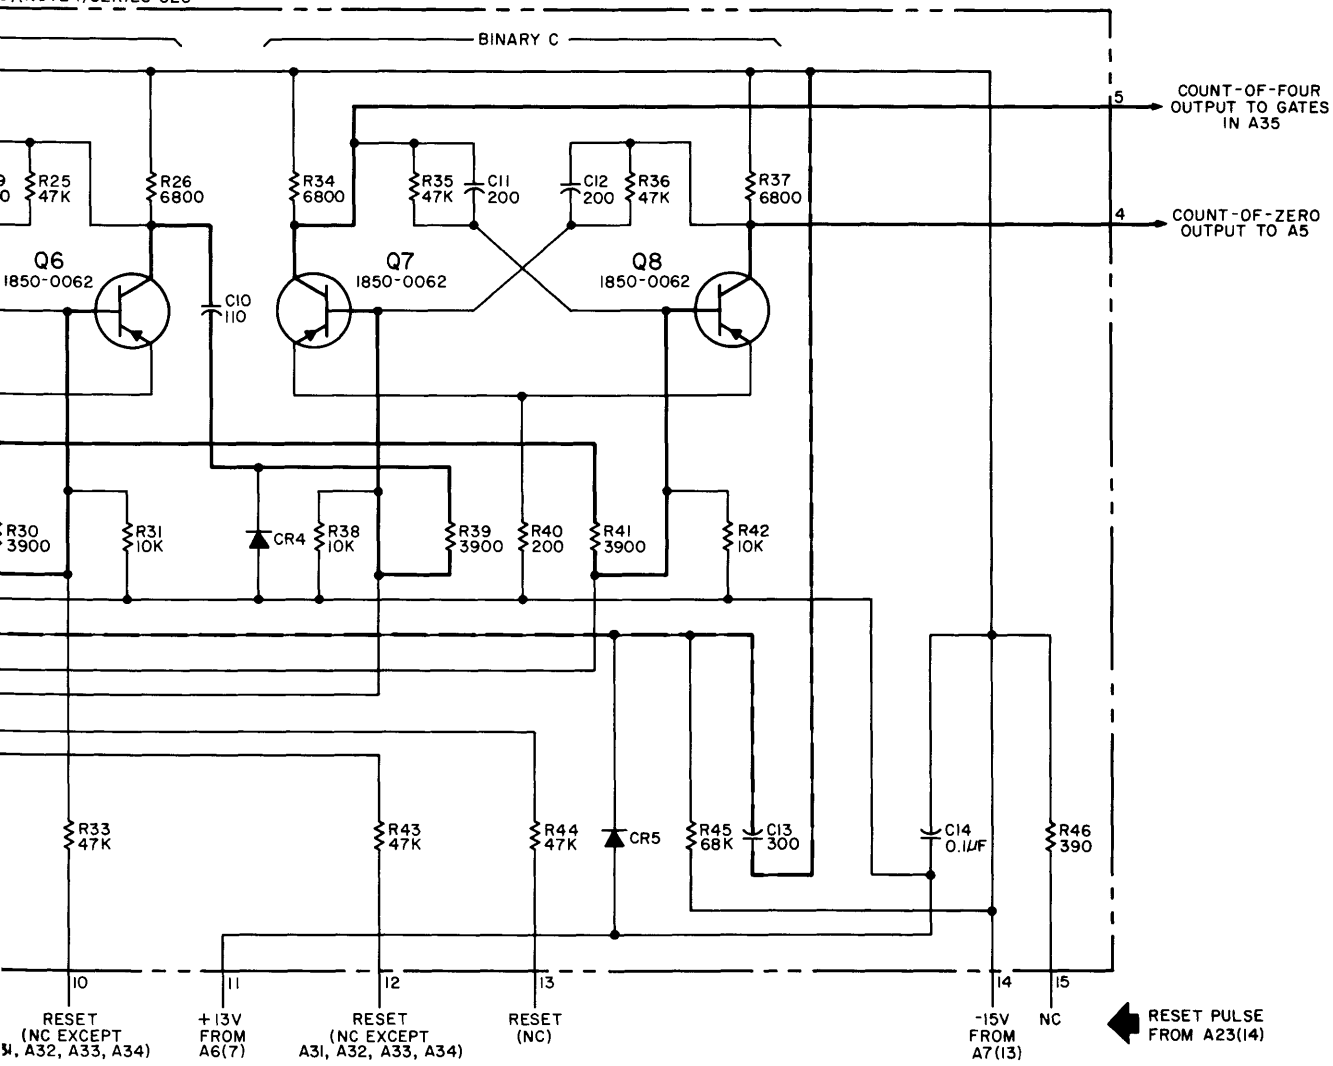 BINARY C
5
COUNT-OF-FOUR
OUTPUT TO GATES
IN A35
R25
47K
R26
6800
R34
6800
R35
47K
C11
200
C12
200
R36
47K
R37
6800
4
COUNT-OF-ZERO
OUTPUT TO A5
Q6
1850-0062
Q7
1850-0062
Q8
1850-0062
C10
110
R30
3900
R31
10K
CR4
R38
10K
R39
3900
R40
200
R41
3900
R42
10K
R33
47K
R43
47K
R44
47K
CR5
R45
68K
C13
300
C14
0.1μF
R46
390
10
11
12
13
14
15
RESET
(NC EXCEPT
A32, A33, A34)
+13V
FROM
A6(7)
RESET
(NC EXCEPT
A31, A32, A33, A34)
RESET
(NC)
-15V
FROM
A7(13)
NC
RESET PULSE
FROM A23(14)